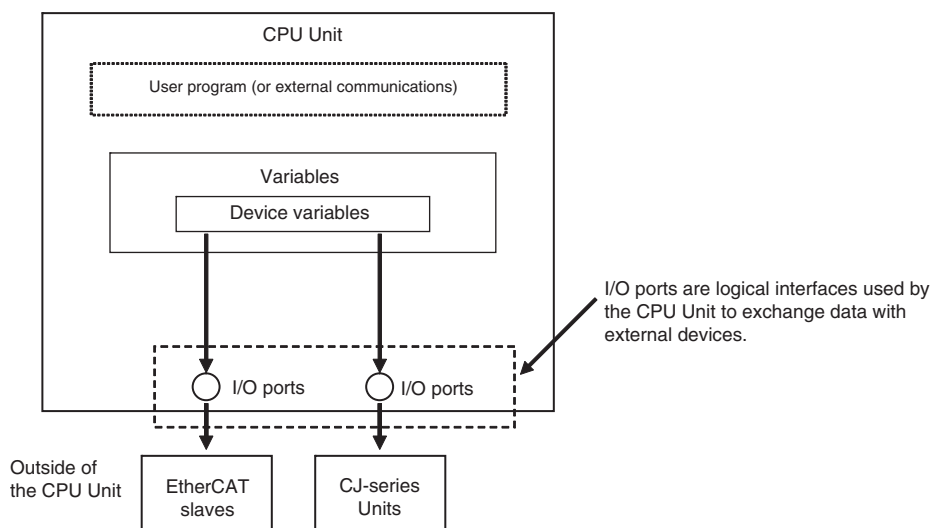 CPU Unit
User program (or external communications)
Variables
Device variables
I/O ports are logical interfaces used by
the CPU Unit to exchange data with
external devices.
I/O ports
I/O ports
Outside of
the CPU Unit
EtherCAT
slaves
CJ-series
Units